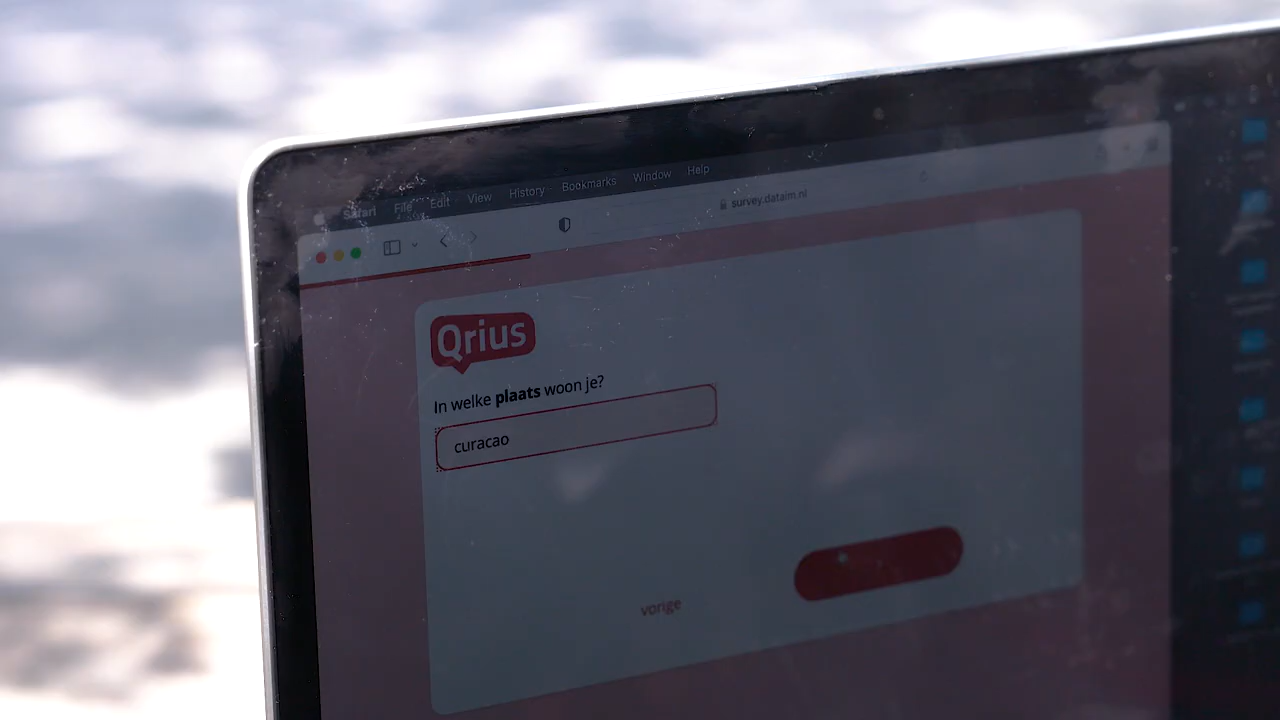 Safari File Edit View History Bookmarks Window Help
survey.dataim.nl
Qrius
In welke plaats woon je?
curacao
vorige